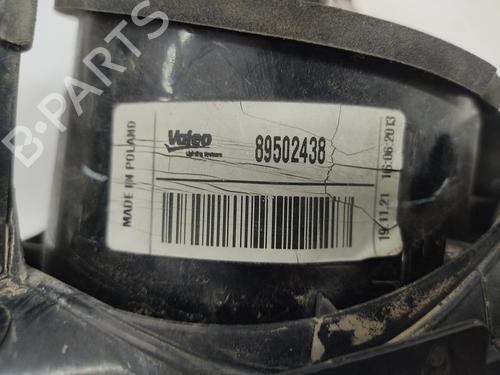 MADE IN POLAND
Valeo
Lighting Systems
89502438
19:11.21 16:06:2013
B-PARTS